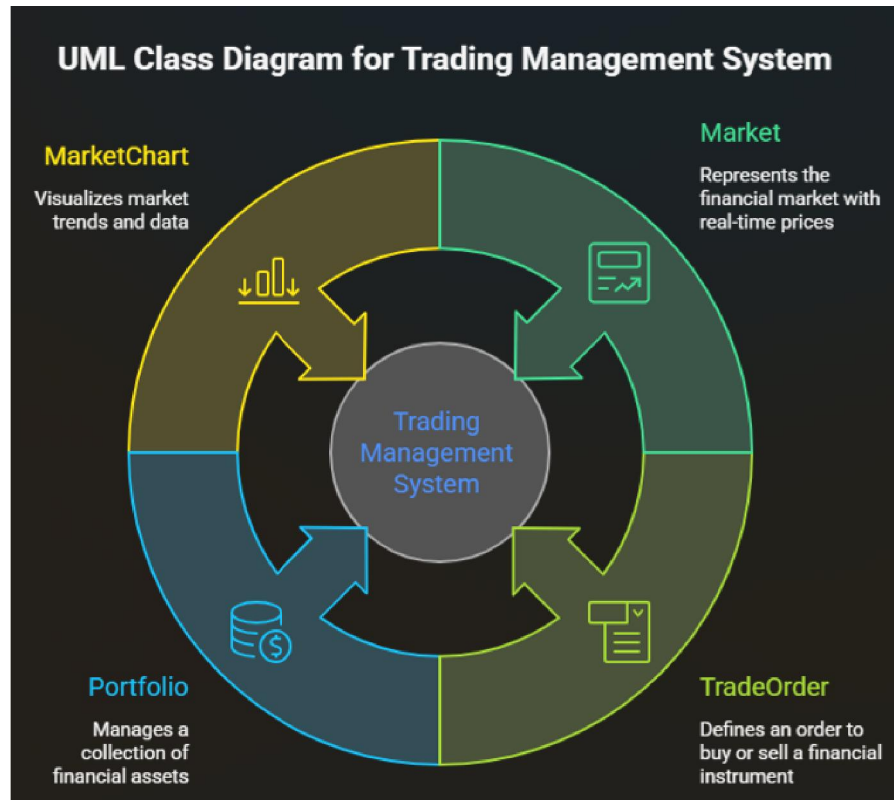 UML Class Diagram for Trading Management System
MarketChart
Visualizes market
trends and data
Market
Represents the
financial market with
real-time prices
Trading
Management
System
$
Portfolio
Manages a
collection of
financial assets
TradeOrder
Defines an order to
buy or sell a financial
instrument